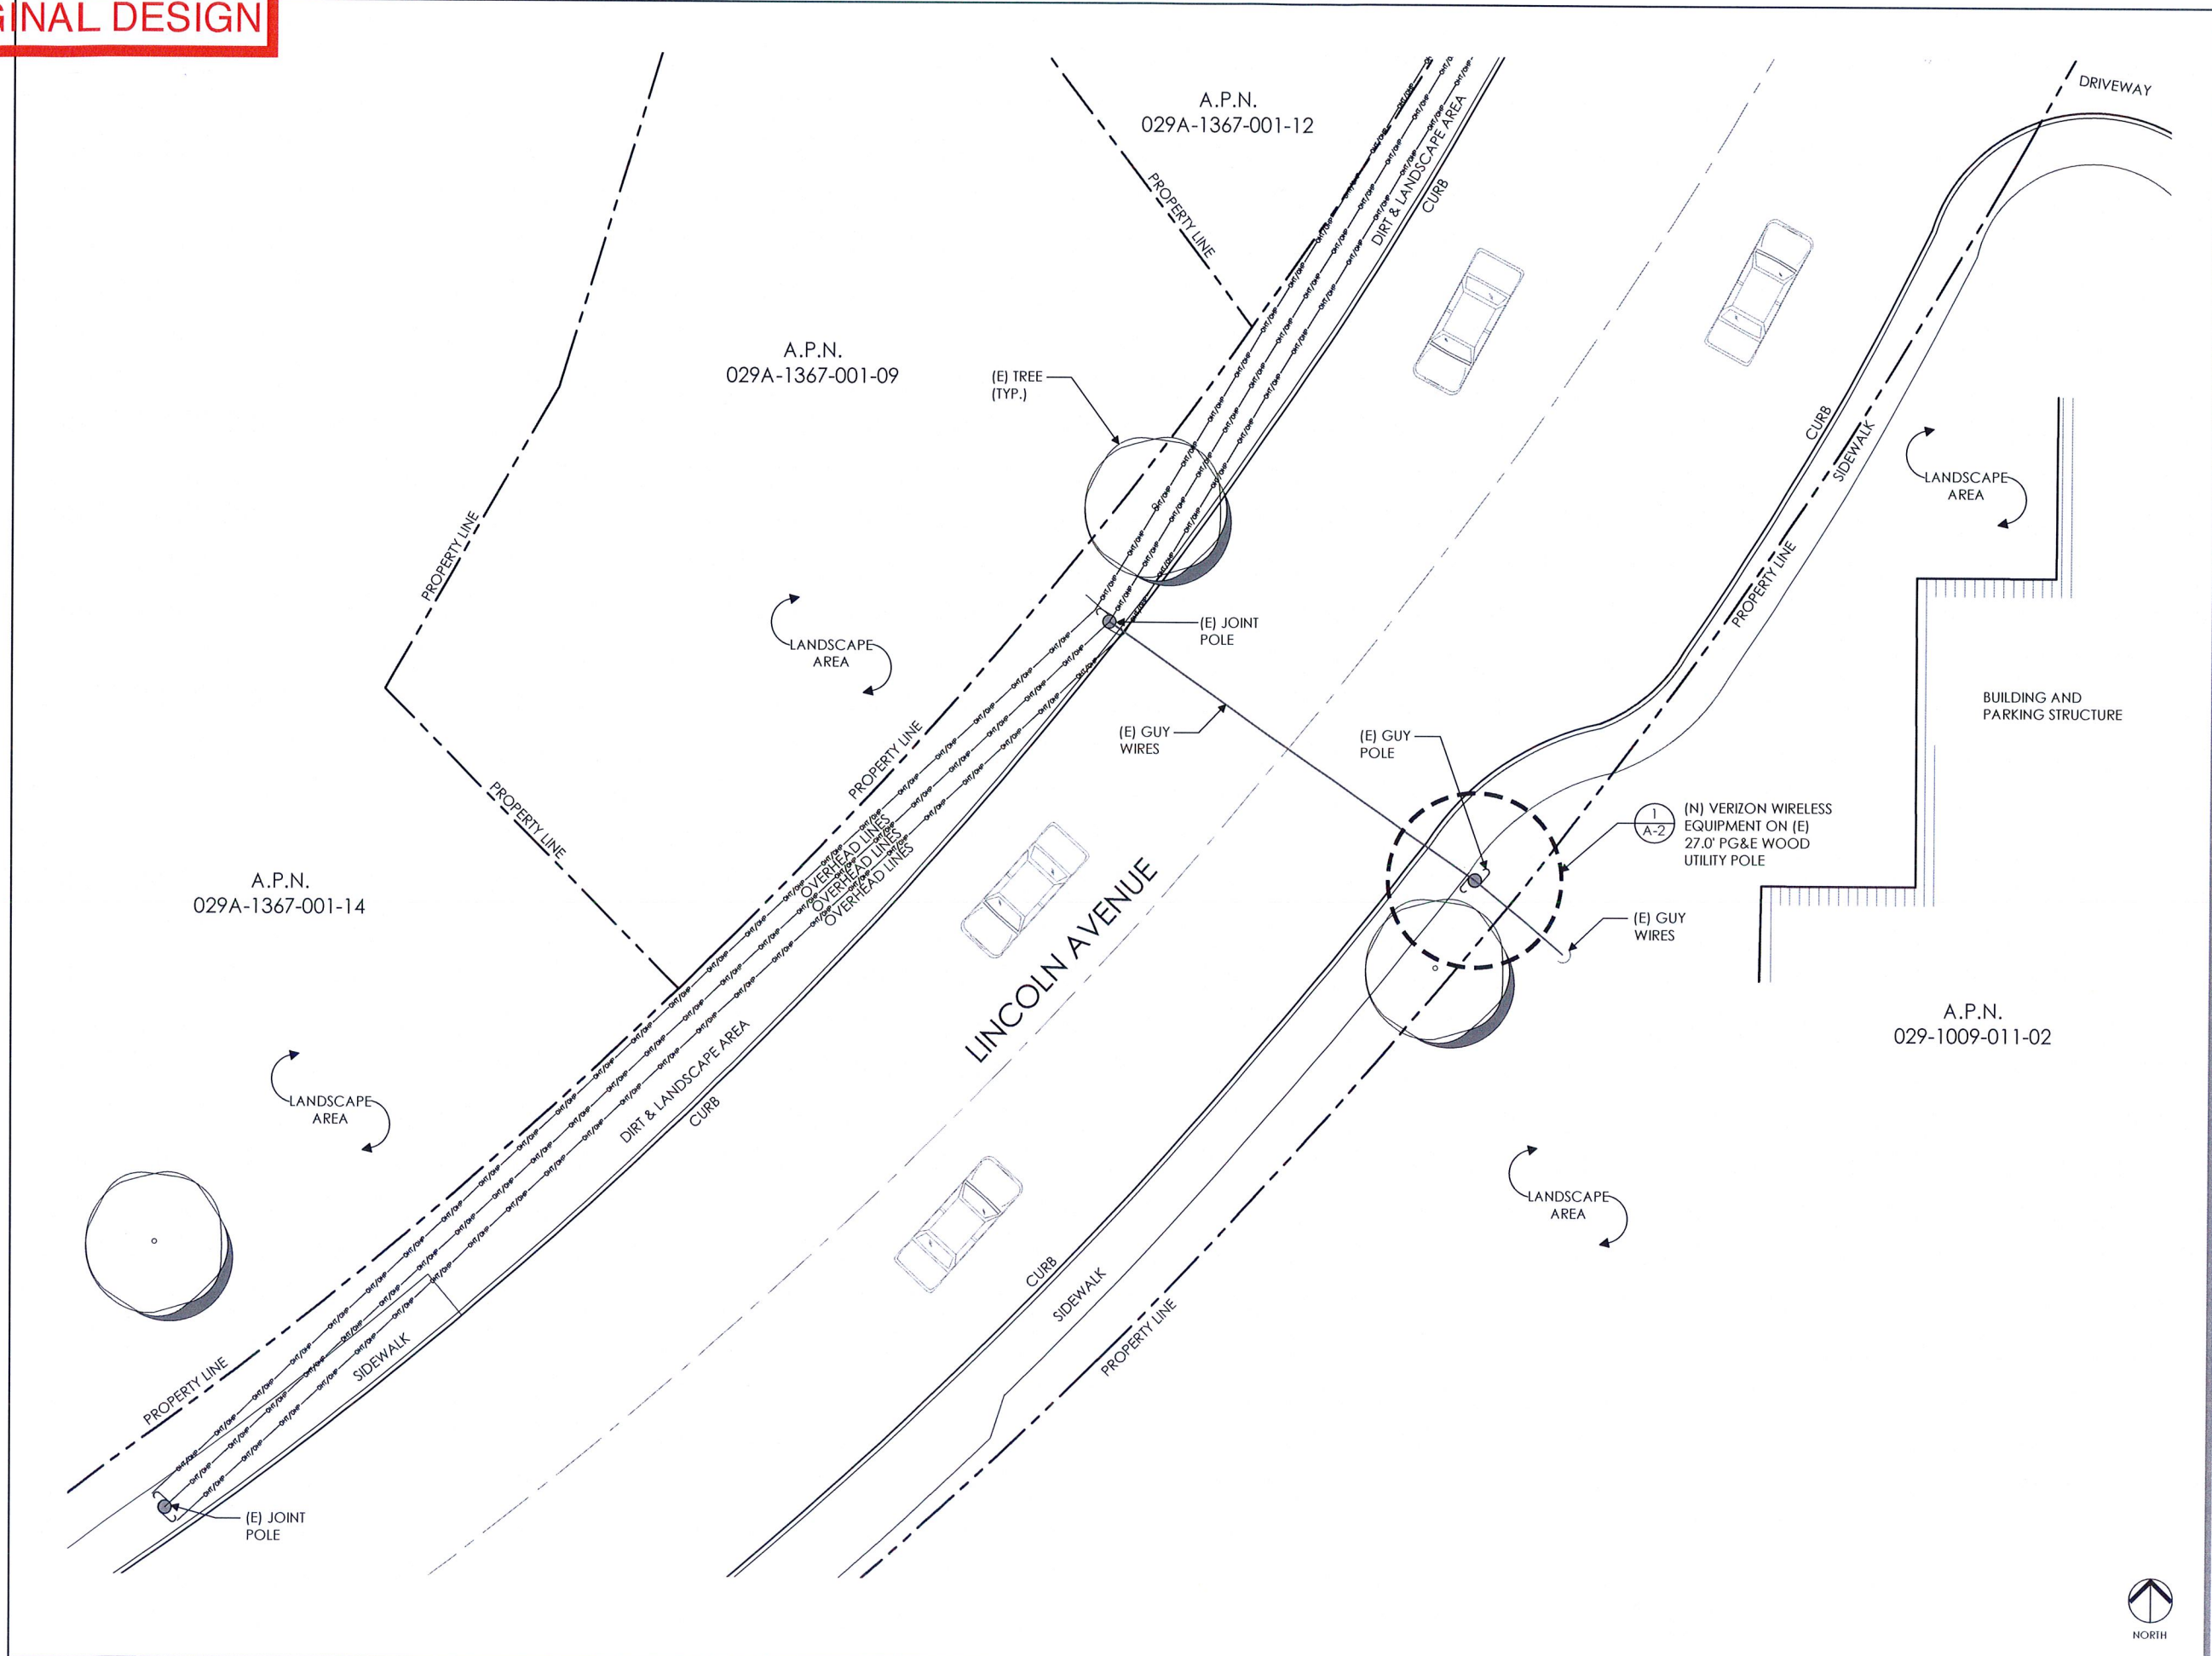 GINAL DESIGN
DRIVEWAY
A.P.N.
029A-1367-001-12
PROPERTY LINE
DIRT & LANDSCAPE AREA
CURB
A.P.N.
029A-1367-001-09
(E) TREE
(TYP.)
CURB
SIDEWALK
LANDSCAPE
AREA
PROPERTY LINE
PROPERTY LINE
LANDSCAPE
AREA
(E) JOINT
POLE
BUILDING AND
PARKING STRUCTURE
(E) GUY
WIRES
(E) GUY
POLE
PROPERTY LINE
PROPERTY LINE
OVERHEAD LINES
OVERHEAD LINES
OVERHEAD LINES
1
A-2
(N) VERIZON WIRELESS
EQUIPMENT ON (E)
27.0' PG&E WOOD
UTILITY POLE
A.P.N.
029A-1367-001-14
LINCOLN AVENUE
(E) GUY
WIRES
A.P.N.
029-1009-011-02
DIRT & LANDSCAPE AREA
CURB
LANDSCAPE
AREA
LANDSCAPE
AREA
CURB
SIDEWALK
PROPERTY LINE
SIDEWALK
PROPERTY LINE
(E) JOINT
POLE
NORTH